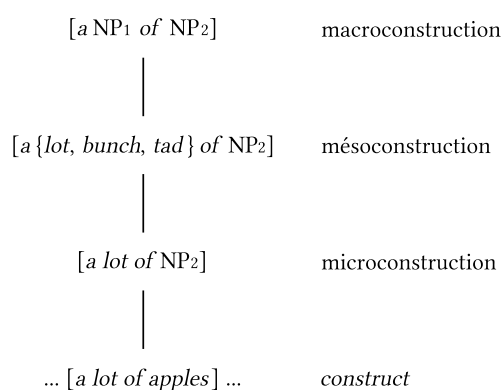 [a NP1 of NP2] macroconstruction
[a {lot, bunch, tad} of NP2] mésoconstruction
[a lot of NP2] microconstruction
... [a lot of apples] ... construct